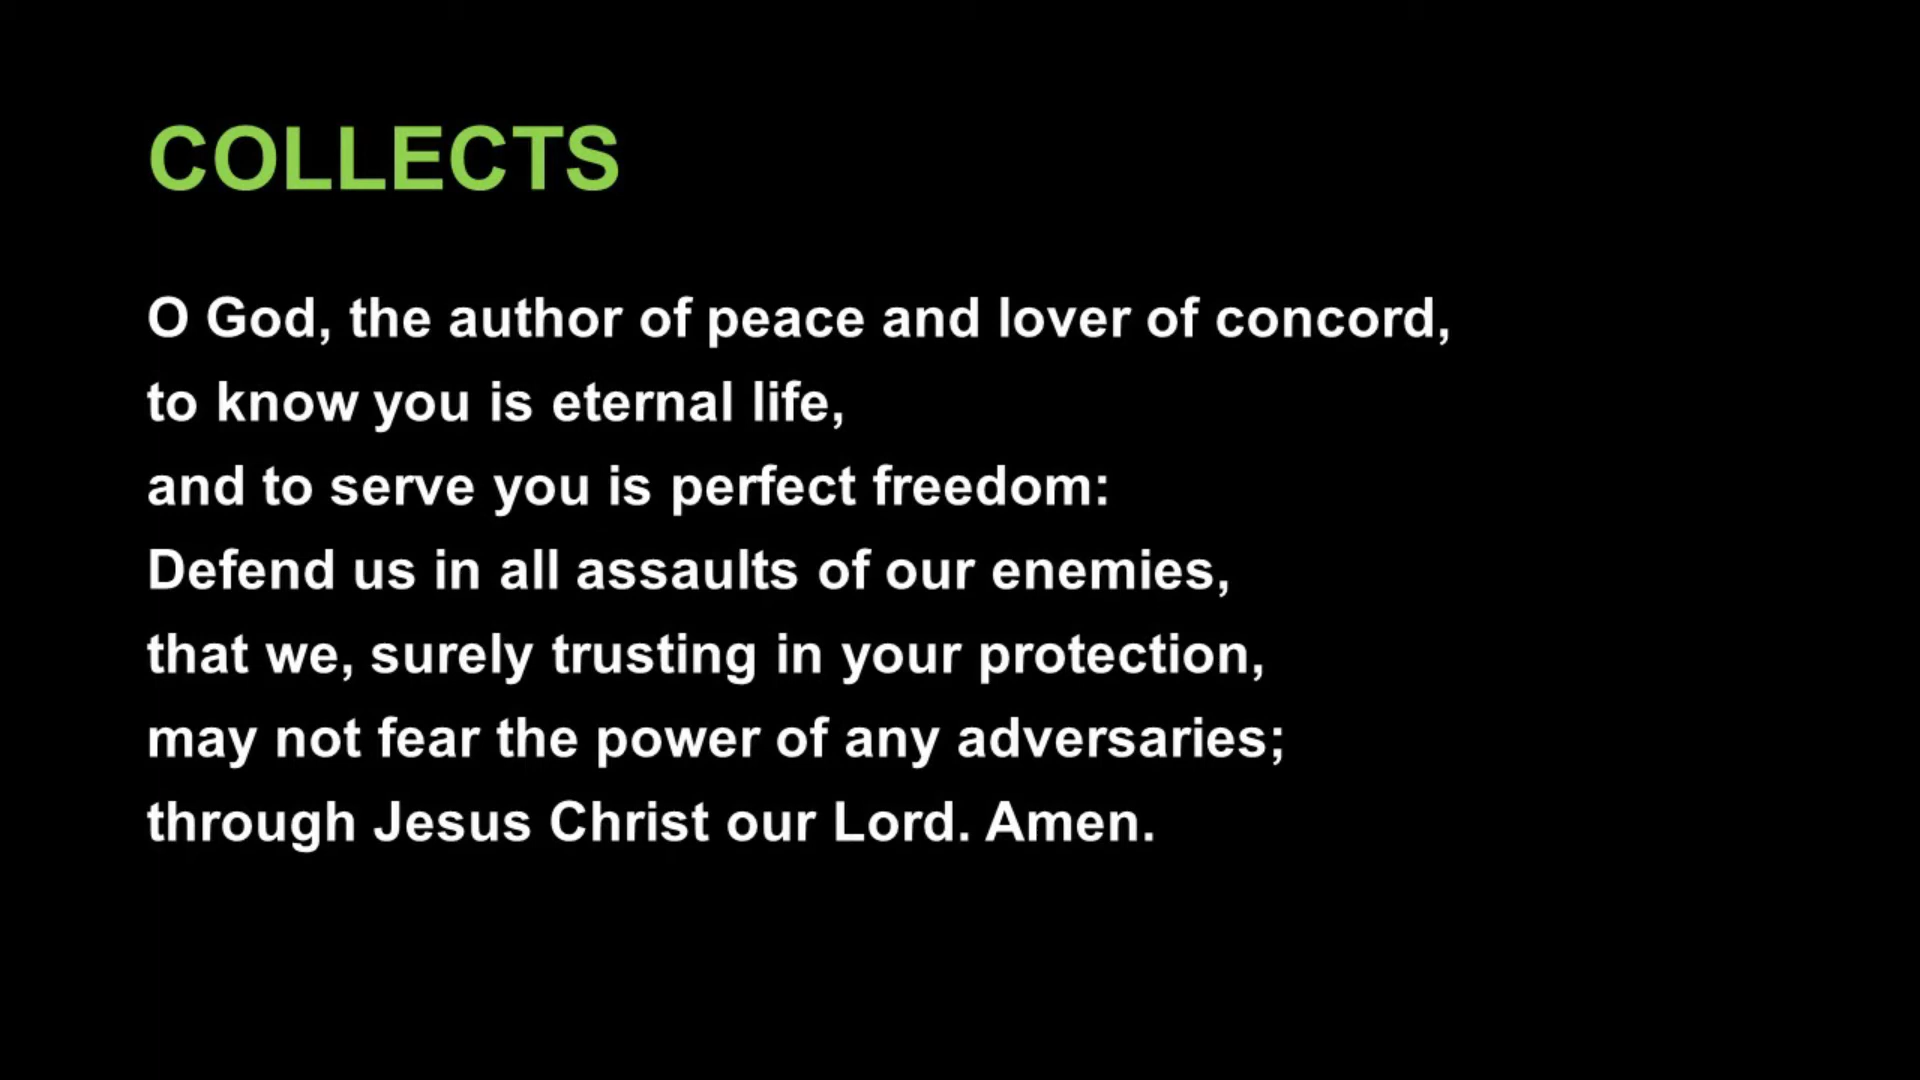 COLLECTS
O God, the author of peace and lover of concord,
to know you is eternal life,
and to serve you is perfect freedom:
Defend us in all assaults of our enemies,
that we, surely trusting in your protection,
may not fear the power of any adversaries;
through Jesus Christ our Lord. Amen.